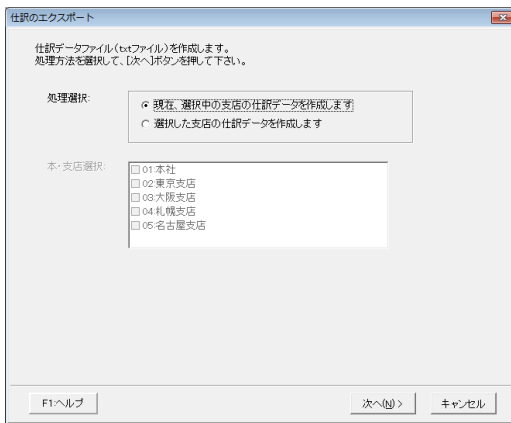 仕訳のエクスポート
仕訳データファイル(txtファイル)を作成します。
処理方法を選択して、[次へ]ボタンを押して下さい。
処理選択:
現在、選択中の支店の仕訳データを作成します
選択した支店の仕訳データを作成します
本・支店選択:
01:本社
02:東京支店
03:大阪支店
04:札幌支店
05:名古屋支店
F1:ヘルプ
次へ(N) >
キャンセル